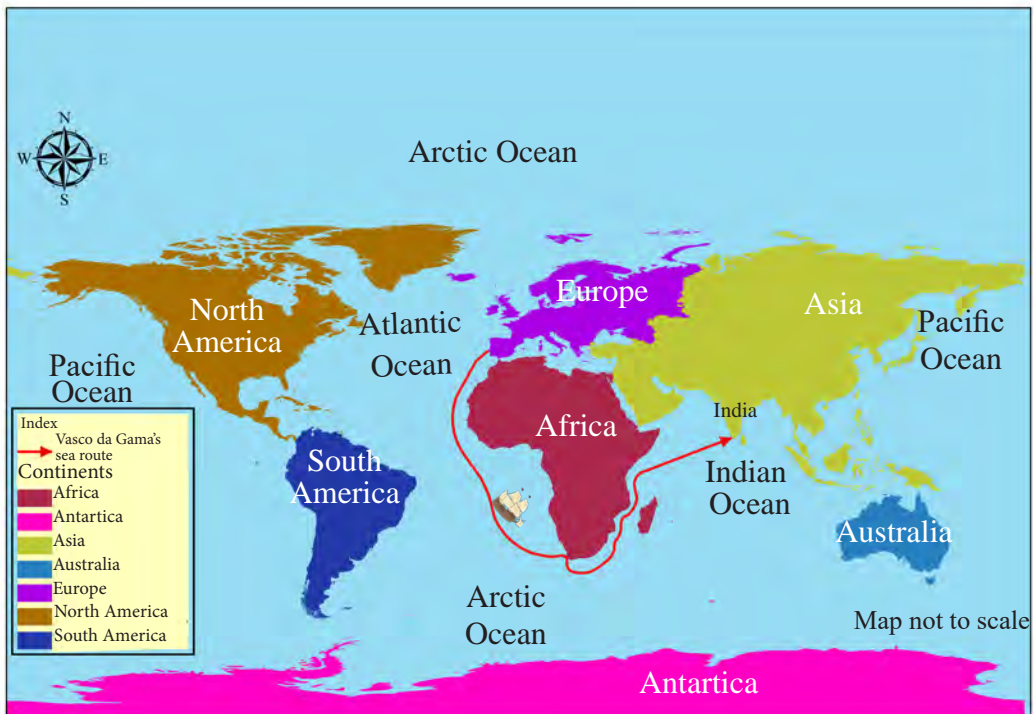 N
W
E
S
Arctic Ocean
North
America
Atlantic
Ocean
Europe
Asia
Pacific
Ocean
Pacific
Ocean
India
Africa
Indian
Ocean
South
America
Australia
Arctic
Ocean
Map not to scale
Antartica
Index
Vasco da Gama's
sea route
Continents
Africa
Antartica
Asia
Australia
Europe
North America
South America